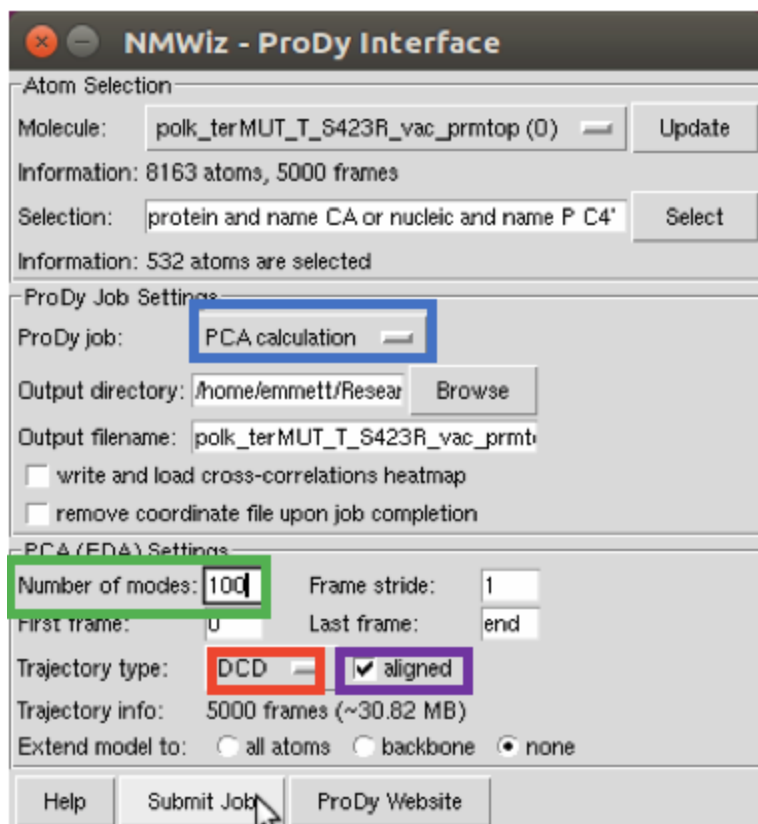 NMWiz - ProDy Interface
Atom Selection
Molecule: polk_terMUT_T_S423R_vac_prmtop (0) Update
Information: 8163 atoms, 5000 frames
Selection: protein and name CA or nucleic and name P C4' Select
Information: 532 atoms are selected
ProDy Job Settings
ProDy job: PCA calculation
Output directory: /home/emmett/Resear Browse
Output filename: polk_terMUT_T_S423R_vac_prmt
write and load cross-correlations heatmap
remove coordinate file upon job completion
PCA (EDA) Settings
Number of modes: 100 Frame stride: 1
First frame: 0 Last frame: end
Trajectory type: DCD aligned
Trajectory info: 5000 frames (~30.82 MB)
Extend model to: all atoms backbone none
Help Submit Job ProDy Website